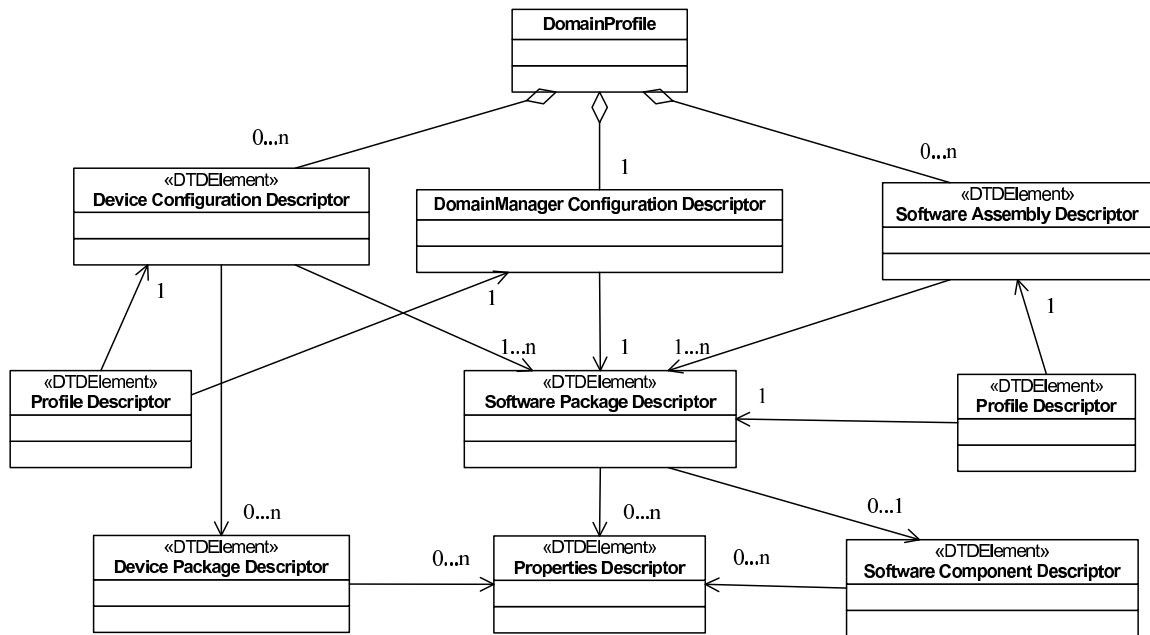 DomainProfile
0...n
1
0...n
«DTDElement»
Device Configuration Descriptor
DomainManager Configuration Descriptor
«DTDElement»
Software Assembly Descriptor
1
1
1
1...n
1
1...n
«DTDElement»
Profile Descriptor
«DTDElement»
Software Package Descriptor
1
«DTDElement»
Profile Descriptor
0...n
0...n
0...1
«DTDElement»
Device Package Descriptor
0...n
«DTDElement»
Properties Descriptor
0...n
«DTDElement»
Software Component Descriptor